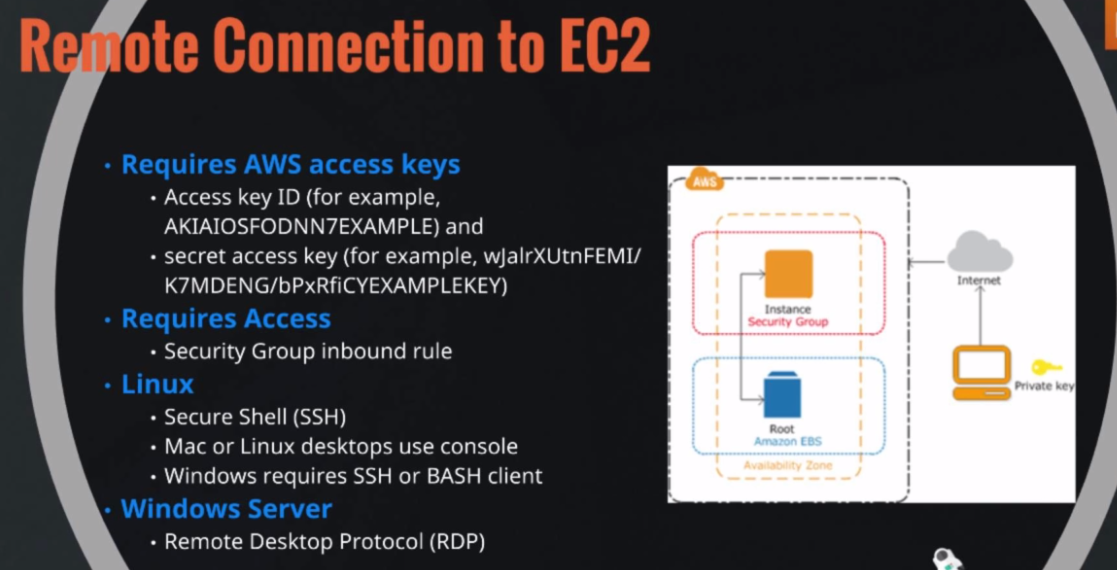 Remote Connection to EC2
• Requires AWS access keys
• Access key ID (for example,
AKIAIOSFODNN7EXAMPLE) and
• secret access key (for example, wJalrXUtnFEMI/
K7MDENG/bPxRfiCYEXAMPLEKEY)
• Requires Access
• Security Group inbound rule
• Linux
• Secure Shell (SSH)
• Mac or Linux desktops use console
• Windows requires SSH or BASH client
• Windows Server
• Remote Desktop Protocol (RDP)
AWS
Instance
Security Group
Root
Amazon EBS
Availability Zone
Internet
Private key